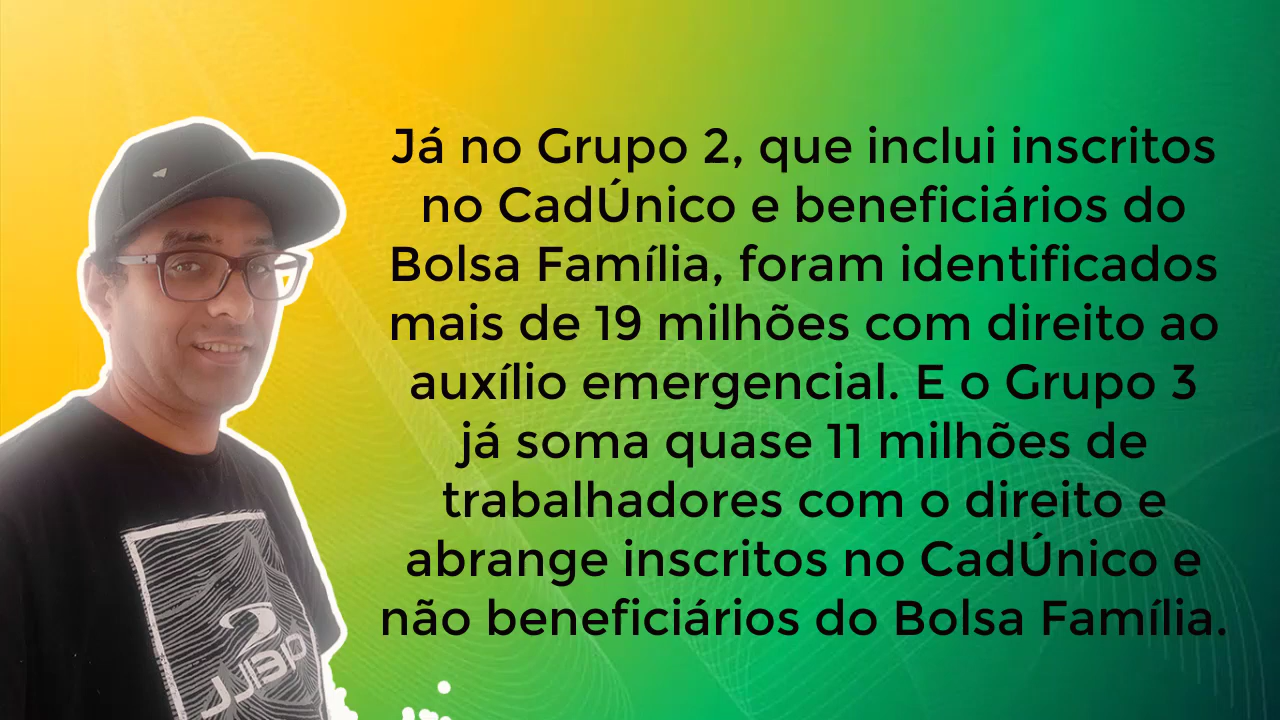 Já no Grupo 2, que inclui inscritos
no CadÚnico e beneficiários do
Bolsa Família, foram identificados
mais de 19 milhões com direito ao
auxílio emergencial. E o Grupo 3
já soma quase 11 milhões de
trabalhadores com o direito e
abrange inscritos no CadÚnico e
não beneficiários do Bolsa Família.